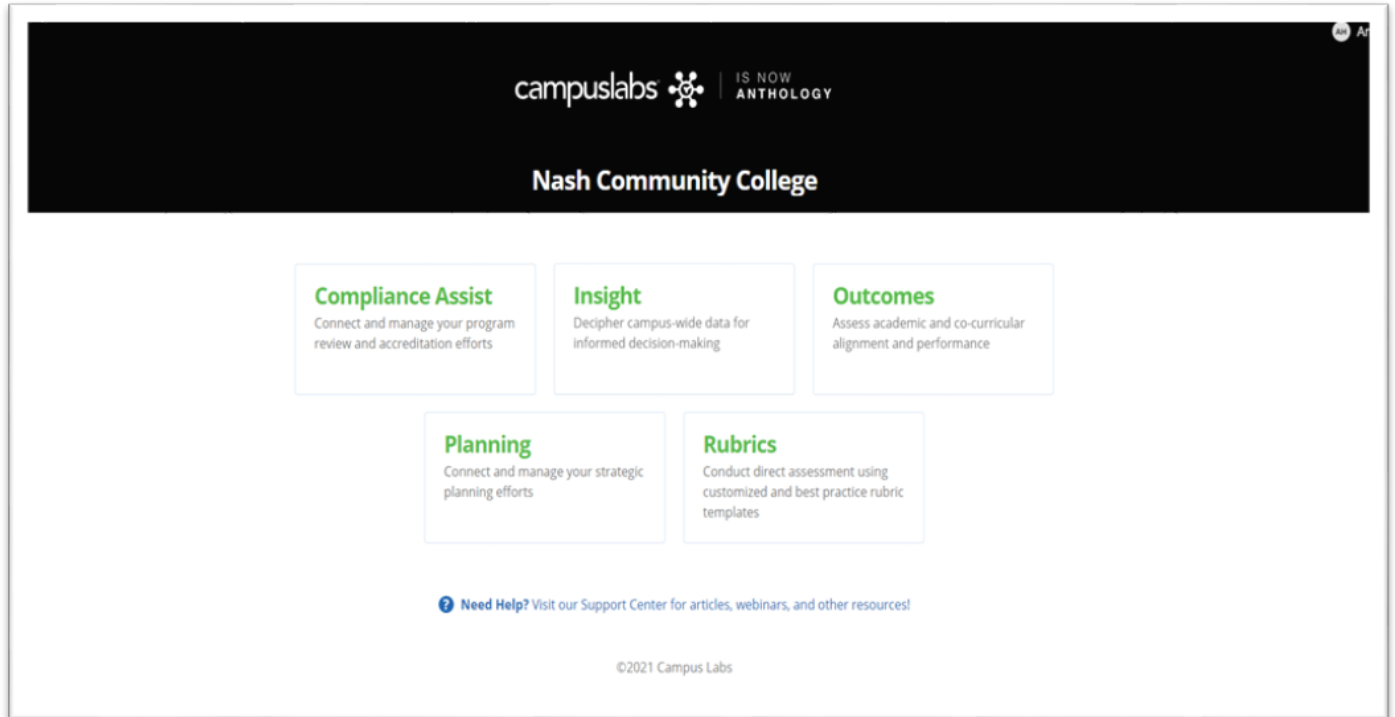 AH Ar
campuslabs IS NOW
ANTHOLOGY
Nash Community College
Compliance Assist
Connect and manage your program
review and accreditation efforts
Insight
Decipher campus-wide data for
informed decision-making
Outcomes
Assess academic and co-curricular
alignment and performance
Planning
Connect and manage your strategic
planning efforts
Rubrics
Conduct direct assessment using
customized and best practice rubric
templates
? Need Help? Visit our Support Center for articles, webinars, and other resources!
©2021 Campus Labs